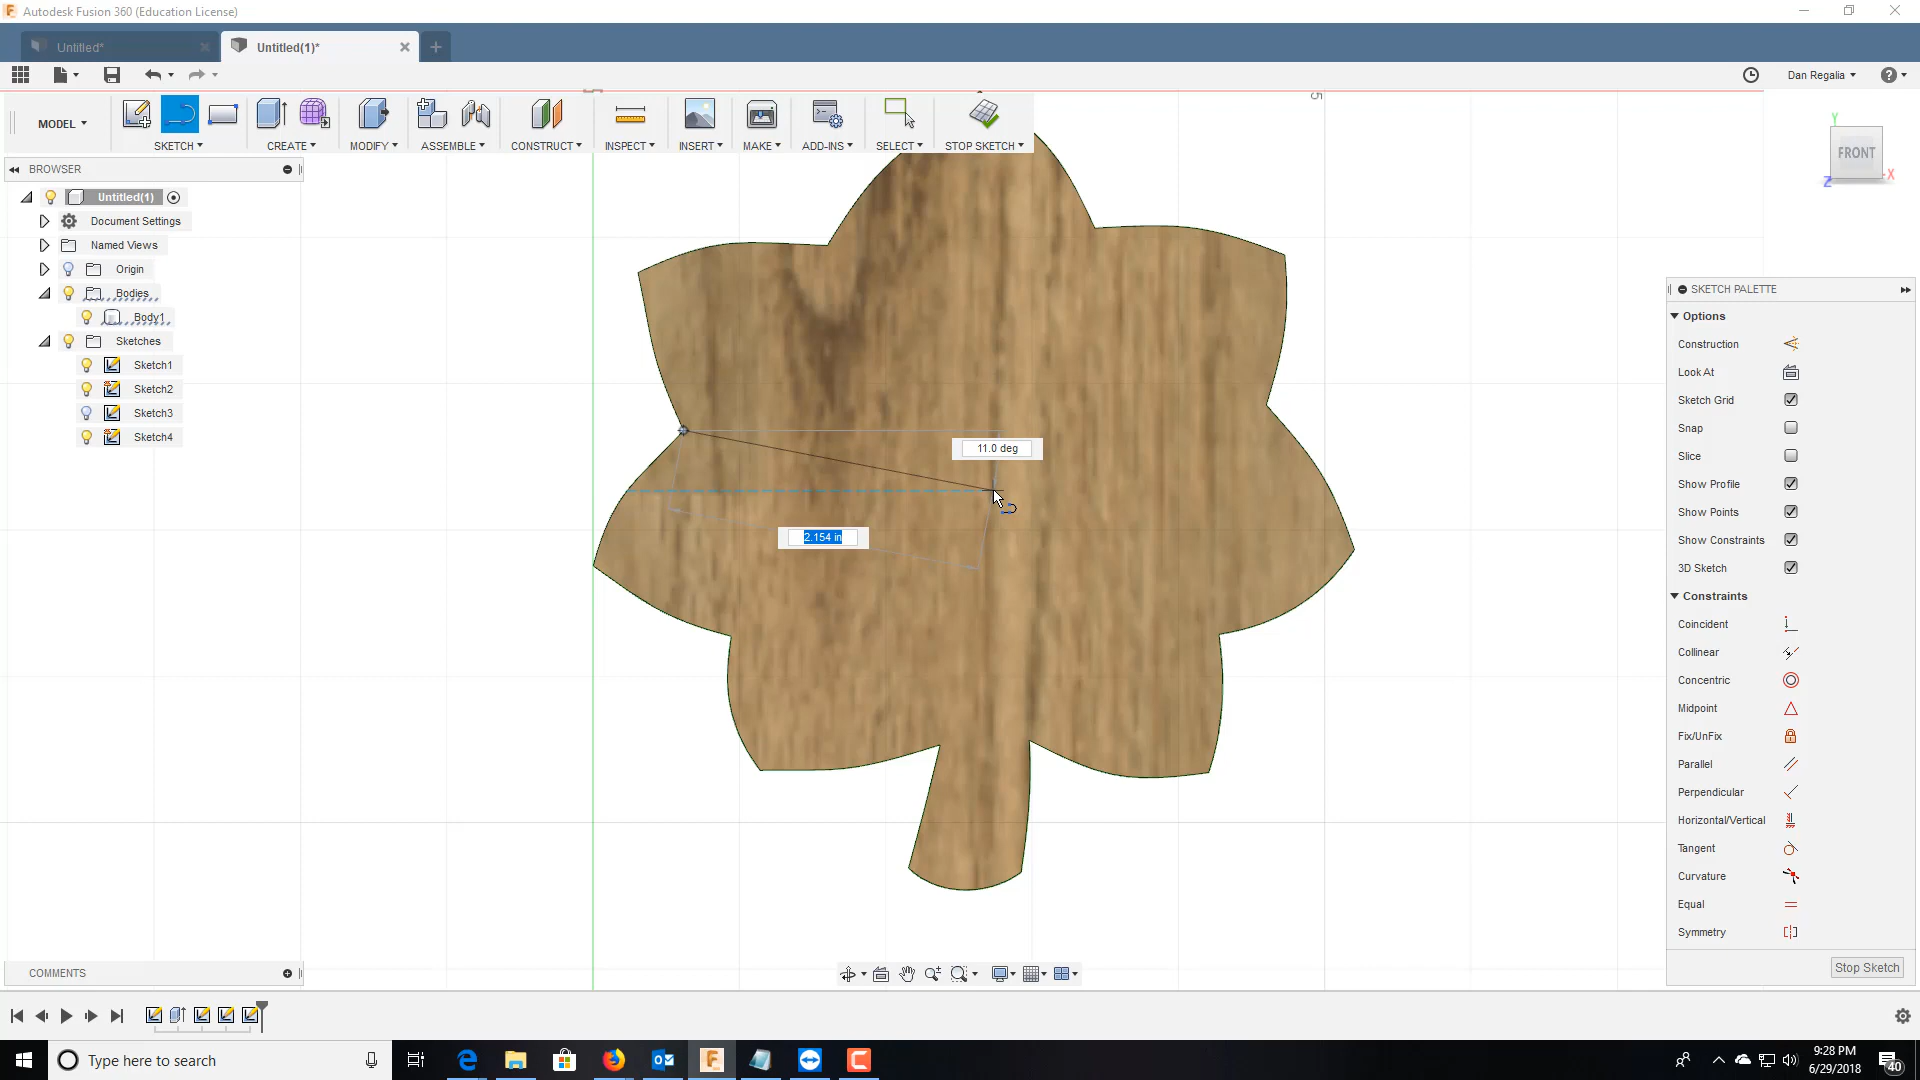 Autodesk Fusion 360 (Education License)
Untitled*
Untitled(1)*
Dan Regalia
MODEL
SKETCH
CREATE
MODIFY
ASSEMBLE
CONSTRUCT
INSPECT
INSERT
MAKE
ADD-INS
SELECT
STOP SKETCH
5
Y
FRONT
X
Z
BROWSER
Untitled(1)
Document Settings
Named Views
Origin
Bodies
Body1
Sketches
Sketch1
Sketch2
Sketch3
Sketch4
11.0 deg
2.154 in
SKETCH PALETTE
Options
Construction
Look At
Sketch Grid
Snap
Slice
Show Profile
Show Points
Show Constraints
3D Sketch
Constraints
Coincident
Collinear
Concentric
Midpoint
Fix/UnFix
Parallel
Perpendicular
Horizontal/Vertical
Tangent
Curvature
Equal
Symmetry
Stop Sketch
COMMENTS
Type here to search
9:28 PM
6/29/2018
40